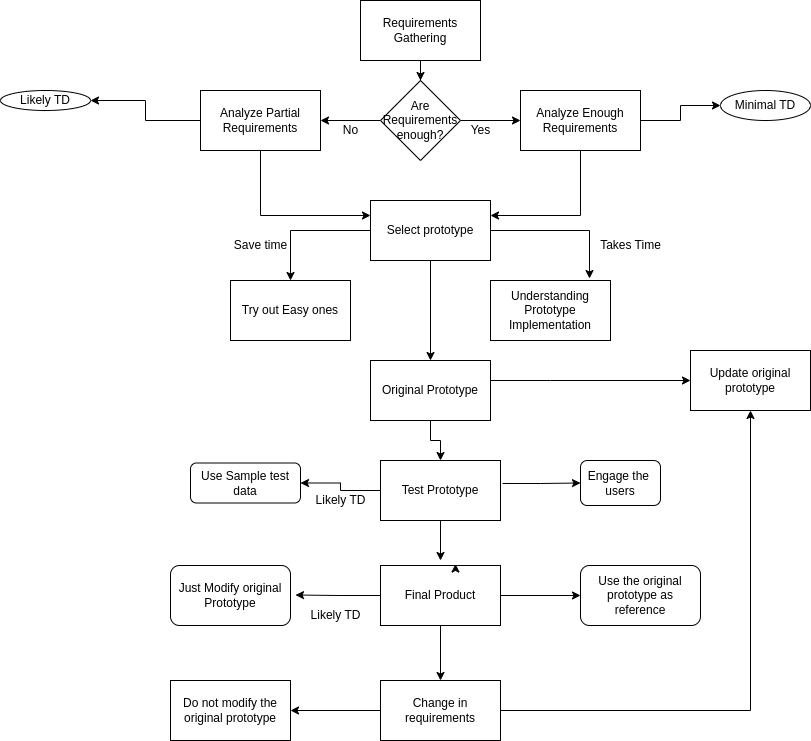 Requirements
Gathering
Likely TD
Analyze Partial
Requirements
Are
Requirements
enough?
Analyze Enough
Requirements
Minimal TD
No
Yes
Select prototype
Save time
Takes Time
Try out Easy ones
Understanding
Prototype
Implementation
Original Prototype
Update original
prototype
Use Sample test
data
Likely TD
Test Prototype
Engage the
users
Just Modify original
Prototype
Likely TD
Final Product
Use the original
prototype as
reference
Do not modify the
original prototype
Change in
requirements